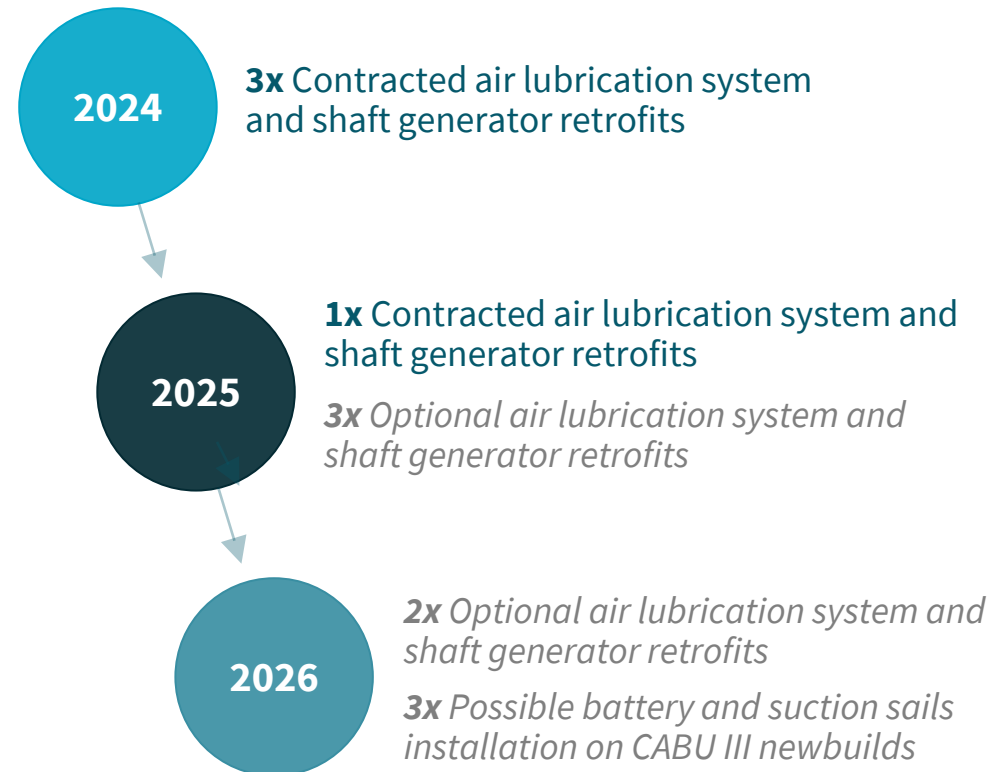 2024
3x Contracted air lubrication system
and shaft generator retrofits
2025
1x Contracted air lubrication system and
shaft generator retrofits
3x Optional air lubrication system and
shaft generator retrofits
2026
2x Optional air lubrication system and
shaft generator retrofits
3x Possible battery and suction sails
installation on CABU III newbuilds